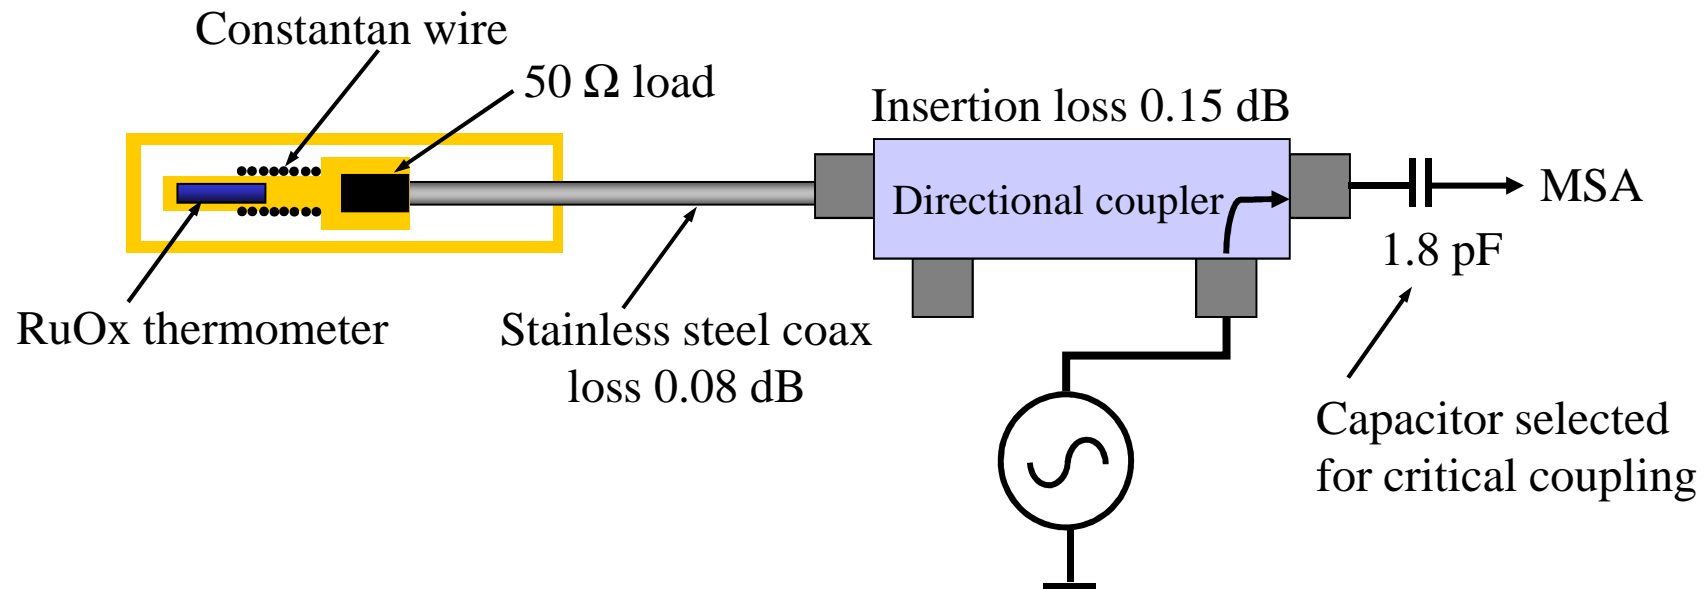 Constantan wire
50 Ω load
Insertion loss 0.15 dB
Directional coupler
MSA
1.8 pF
RuOx thermometer
Stainless steel coax
loss 0.08 dB
Capacitor selected
for critical coupling